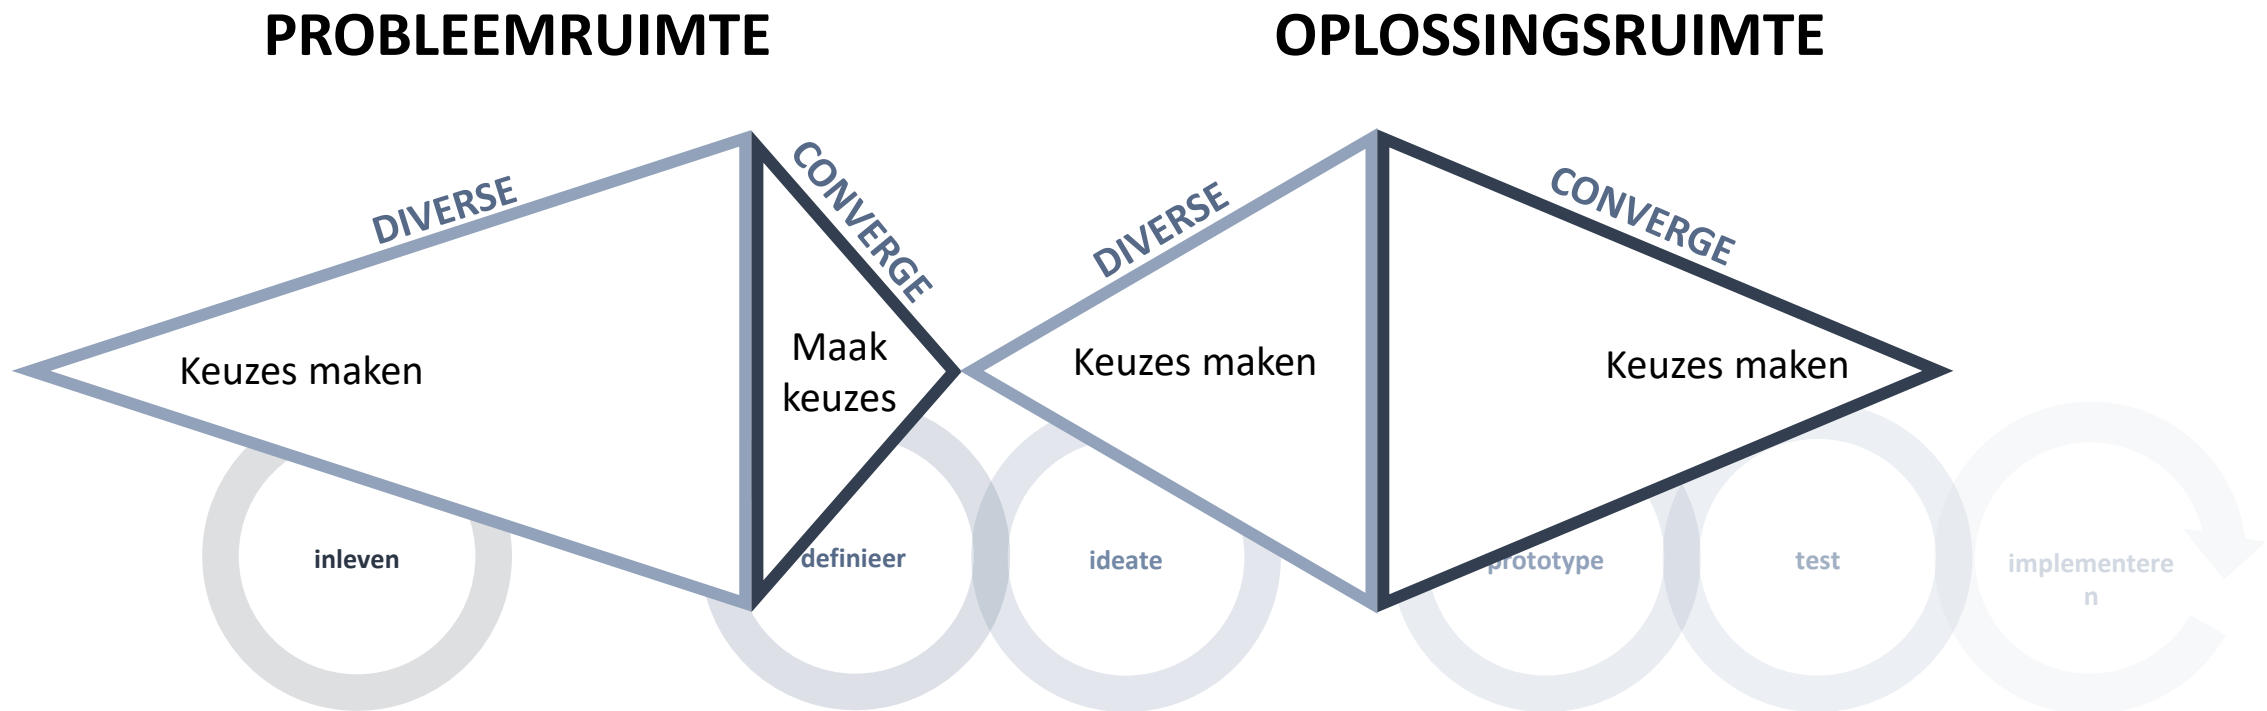 PROBLEEMRUIMTE
OPLOSSINGSRUIMTE
DIVERSE
CONVERGE
DIVERSE
CONVERGE
Keuzes maken
Maak
keuzes
Keuzes maken
Keuzes maken
inleven
definieer
ideate
prototype
test
implementere
n